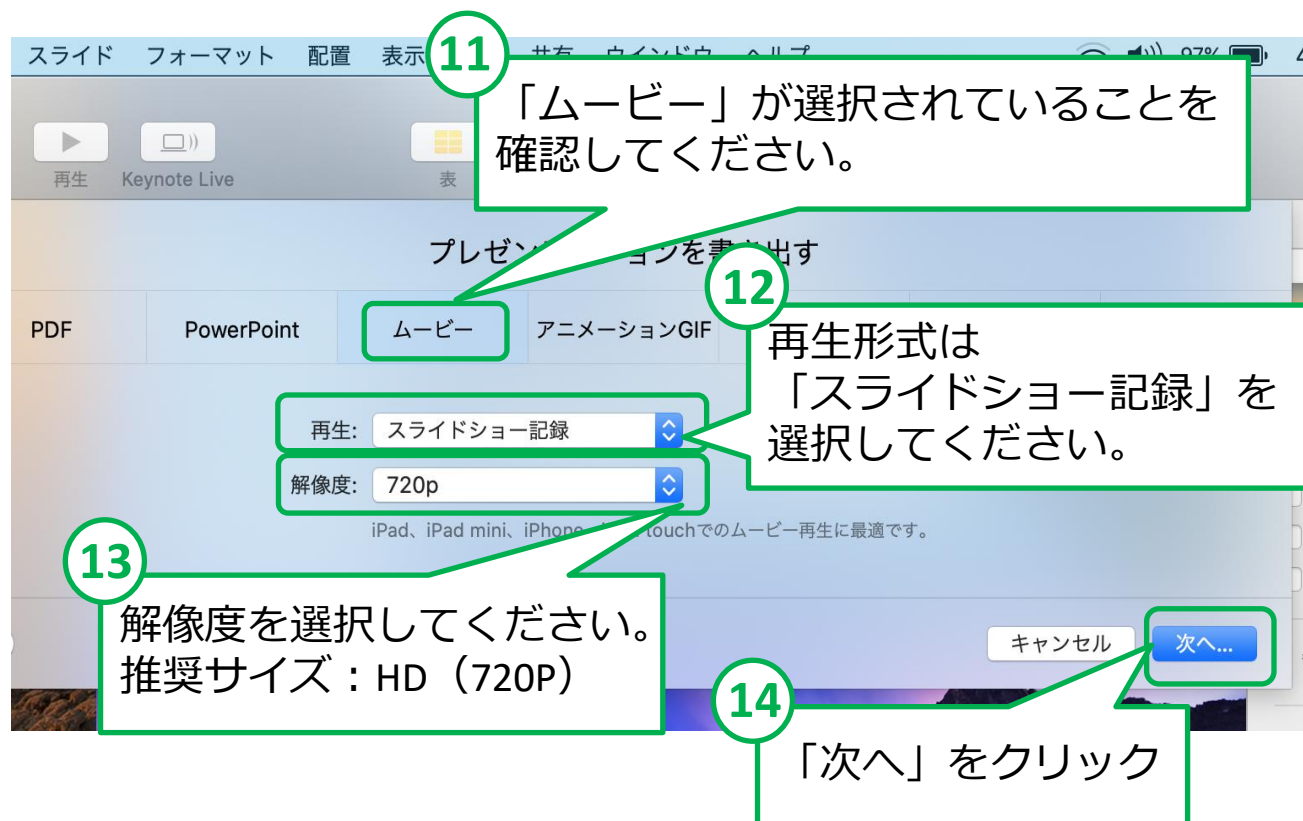 スライド フォーマット 配置 表示 共有 ウインドウ ヘルプ 97%
⑪
「ムービー」が選択されていることを
確認してください。
再生 Keynote Live 表
プレゼン ョンを書き出す
⑫
PDF PowerPoint ムービー アニメーションGIF
再生形式は
「スライドショー記録」を
選択してください。
再生: スライドショー記録
解像度: 720p
iPad、iPad mini、iPhone touchでのムービー再生に最適です。
⑬
解像度を選択してください。
推奨サイズ：HD（720P）
キャンセル 次へ...
⑭
「次へ」をクリック